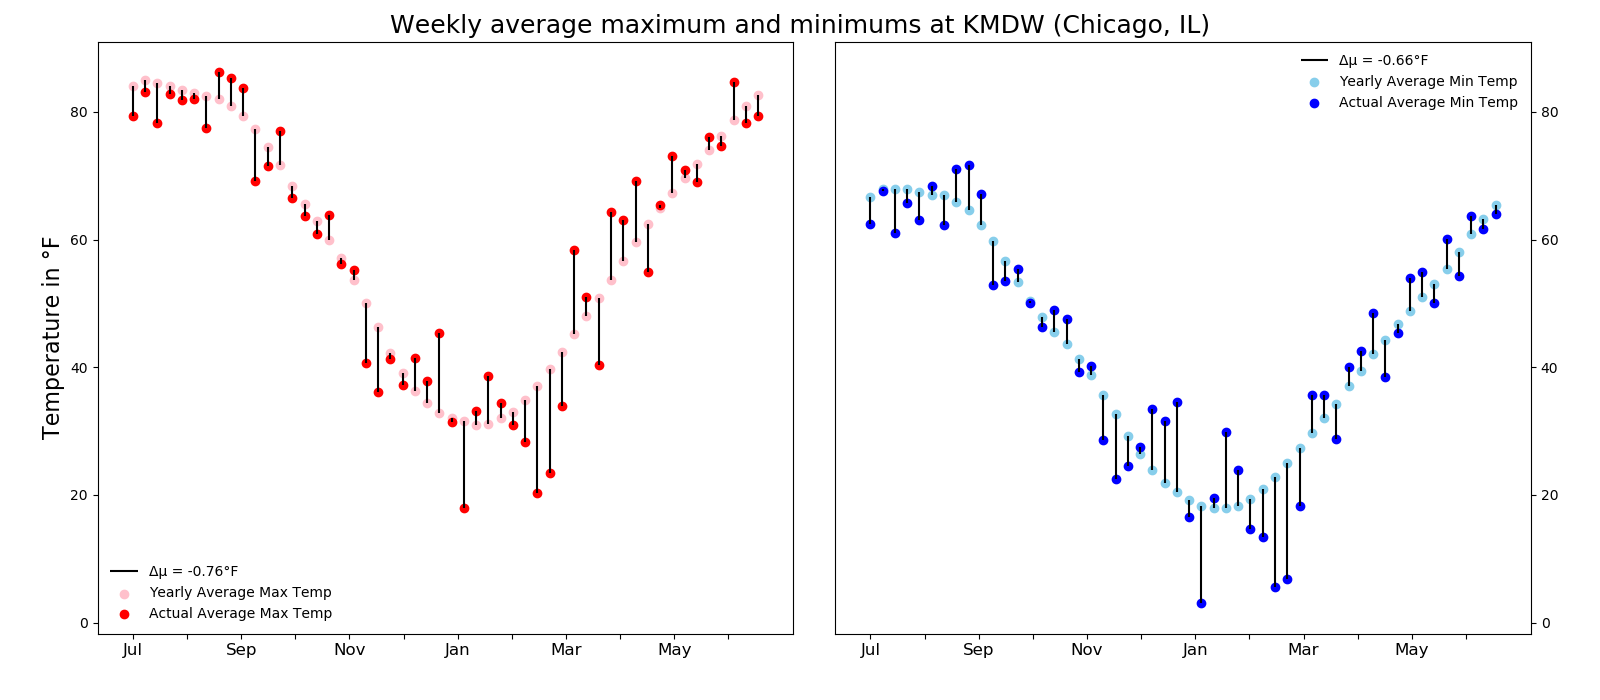 Weekly average maximum and minimums at KMDW (Chicago, IL)
Temperature in °F
80
60
40
20
0
Δμ = -0.76°F
Yearly Average Max Temp
Actual Average Max Temp
Jul Sep Nov Jan Mar May
Δμ = -0.66°F
Yearly Average Min Temp
Actual Average Min Temp
80
60
40
20
0
Jul Sep Nov Jan Mar May